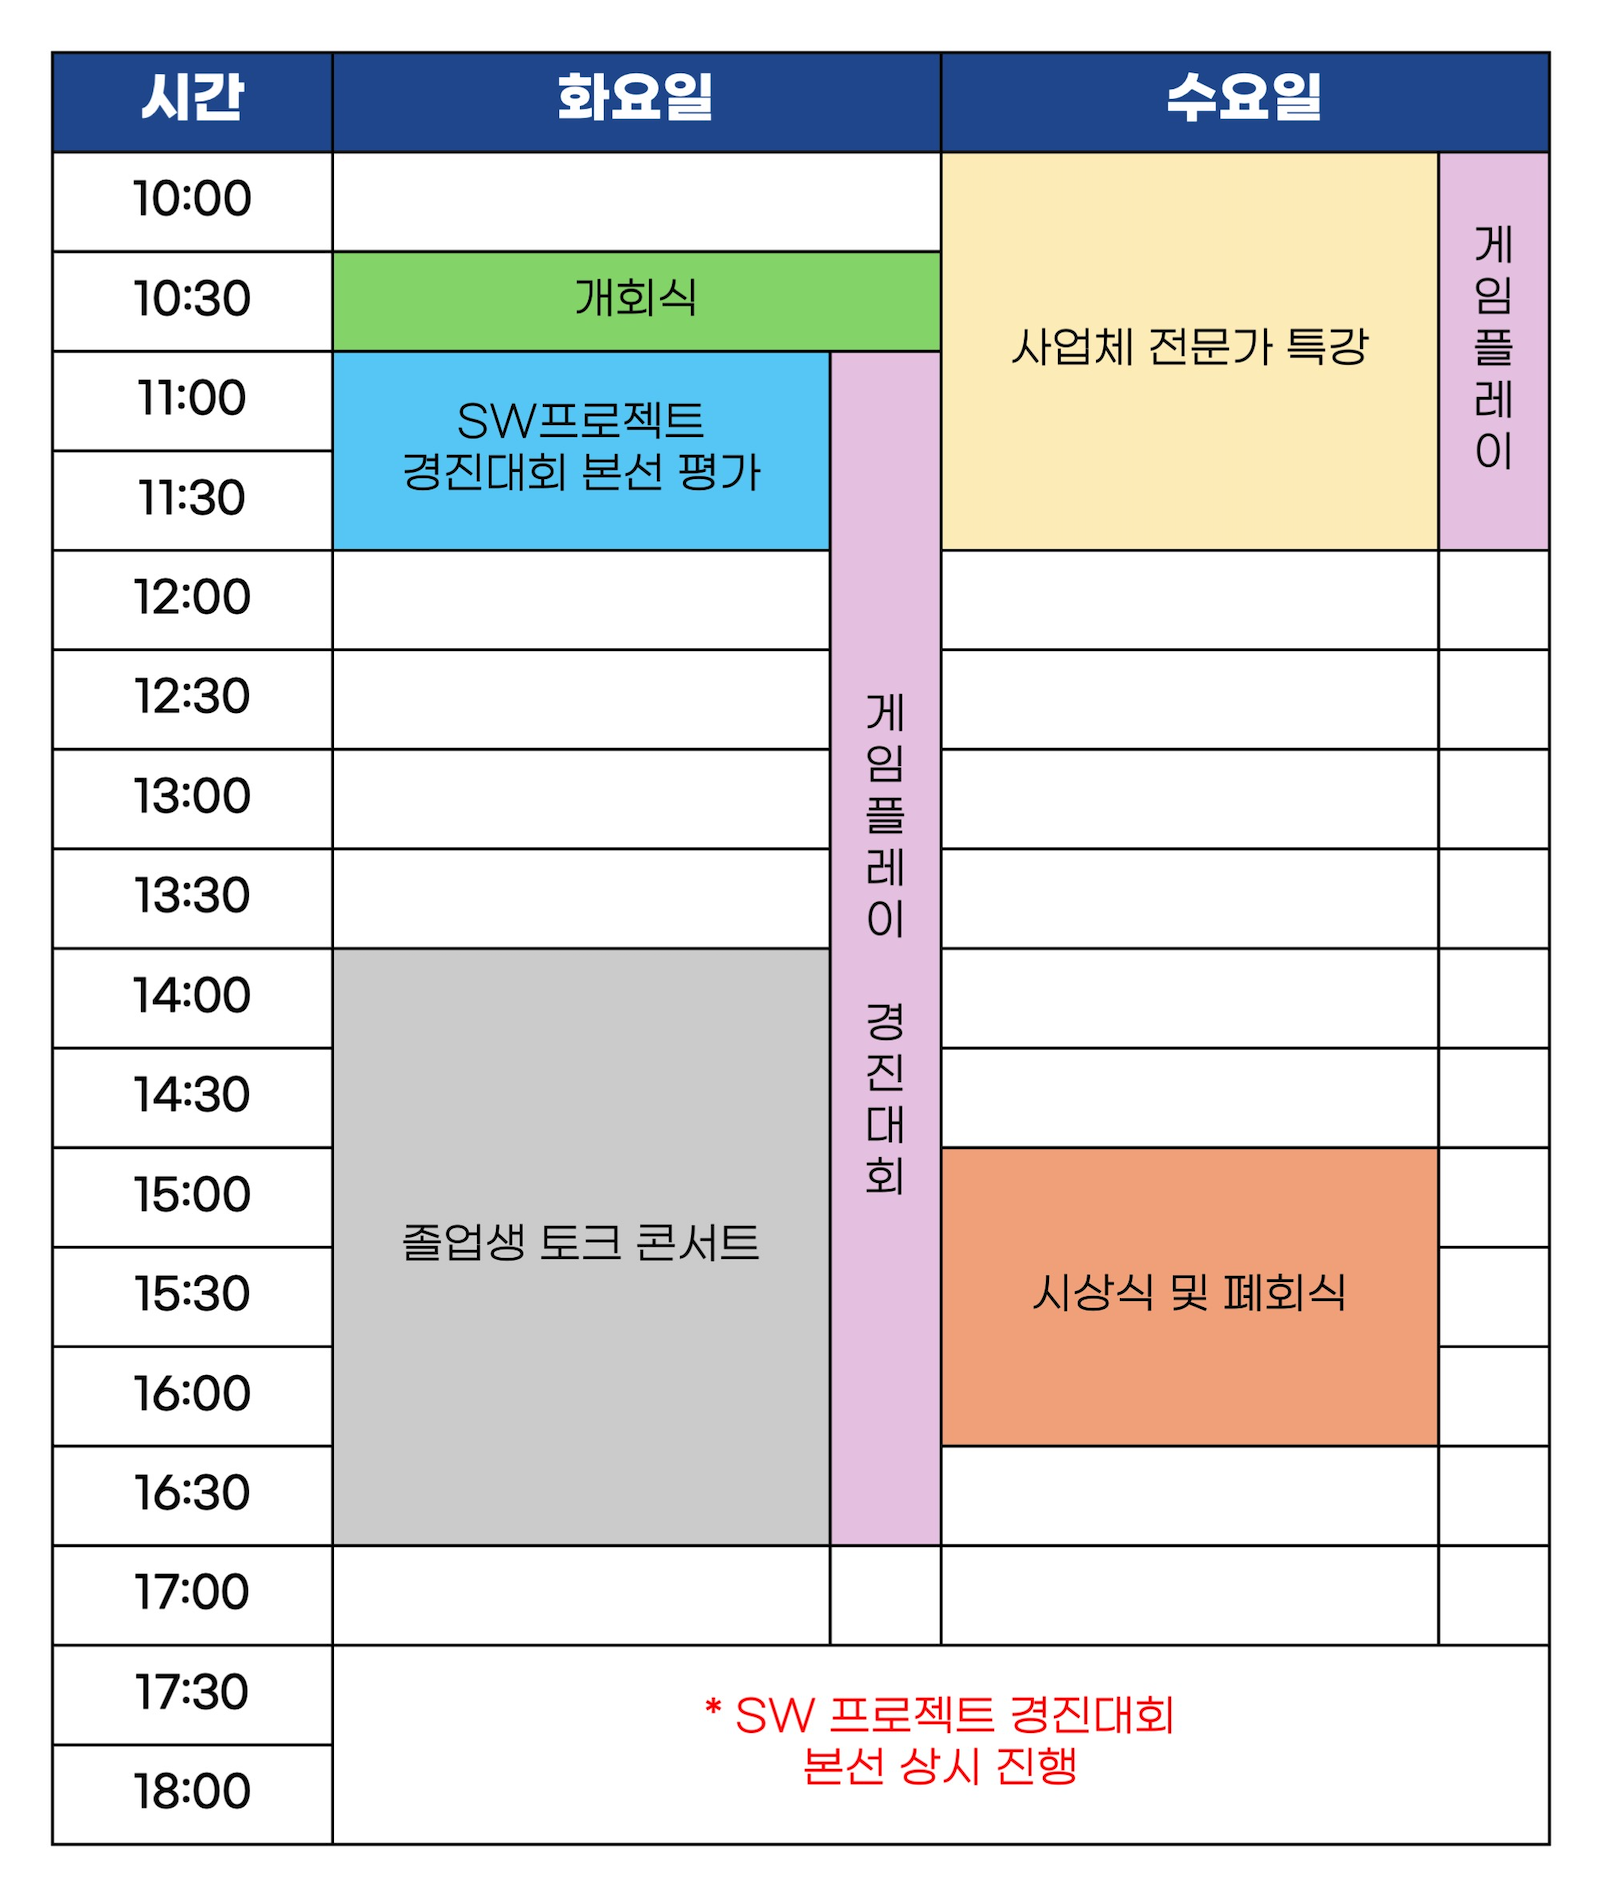 시간 화요일 수요일
10:00
10:30 개회식
11:00
11:30
SW프로젝트
경진대회 본선 평가
사업체 전문가 특강
게
임
플
레
이
12:00
12:30
13:00
13:30
14:00
14:30
15:00
15:30
16:00
16:30
졸업생 토크 콘서트
게
임
플
레
이
경
진
대
회
시상식 및 폐회식
17:00
17:30
18:00
* SW 프로젝트 경진대회
본선 상시 진행